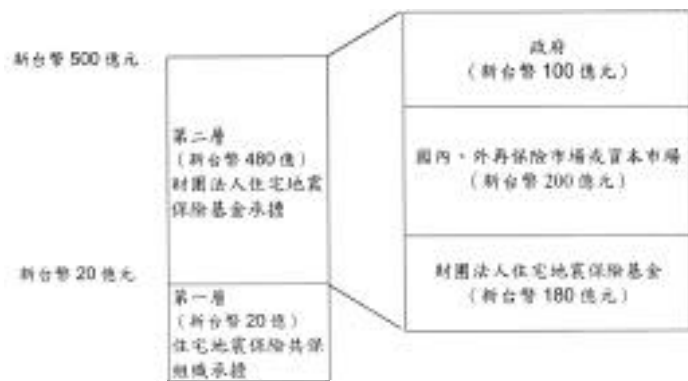 新台幣 500 億元
第二層
（新台幣 480 億）
財團法人住宅地震
保險基金承擔
新台幣 20 億元
第一層
（新台幣 20 億）
住宅地震保險共保
組織承擔
政府
（新台幣 100 億元）
國內、外再保險市場或資本市場
（新台幣 200 億元）
財團法人住宅地震保險基金
（新台幣 180 億元）